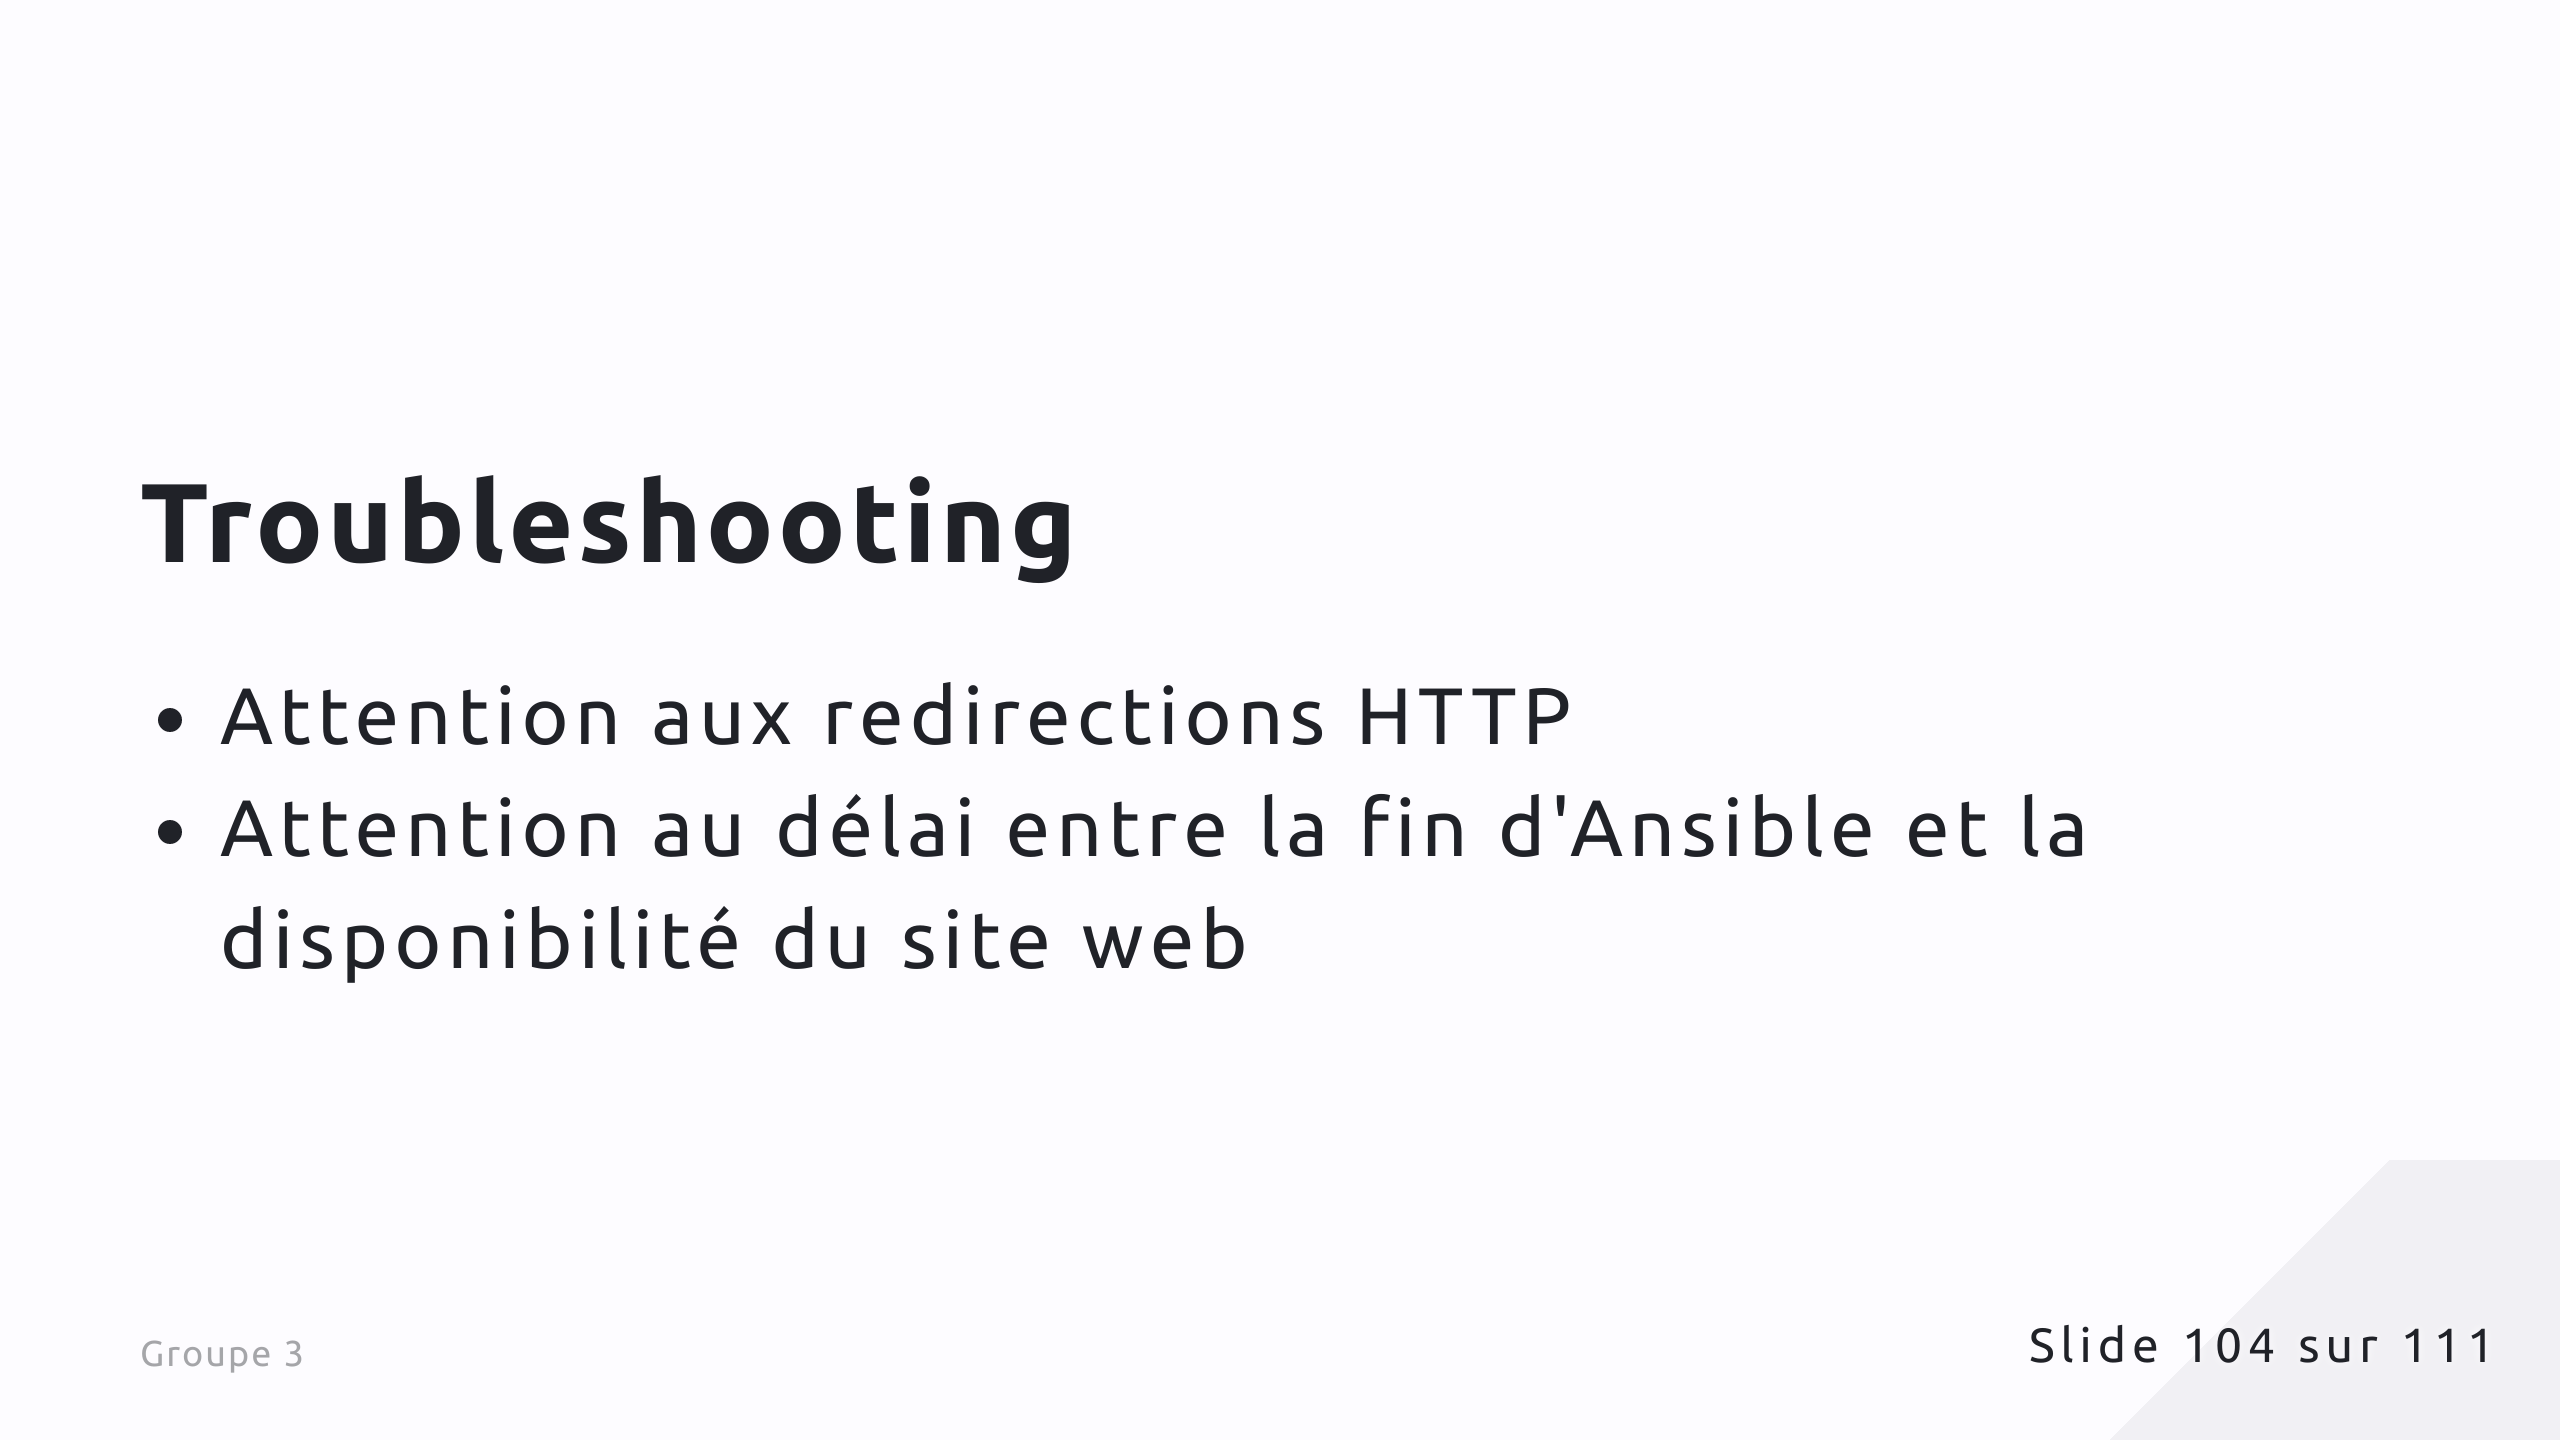 Troubleshooting
• Attention aux redirections HTTP
• Attention au délai entre la fin d'Ansible et la
disponibilité du site web
Groupe 3
Slide 104 sur 111